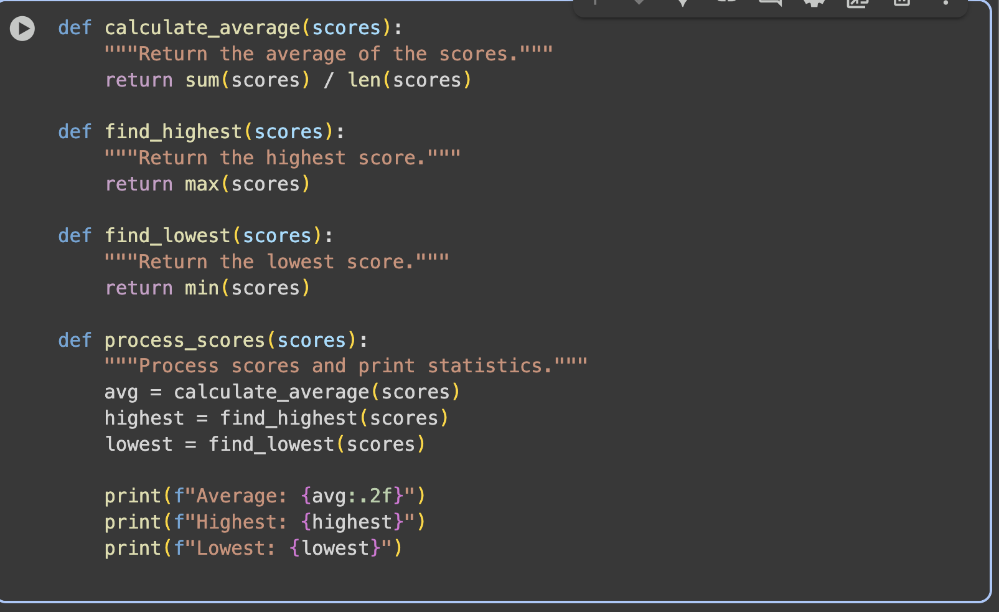 def calculate_average(scores):
    """Return the average of the scores."""
    return sum(scores) / len(scores)

def find_highest(scores):
    """Return the highest score."""
    return max(scores)

def find_lowest(scores):
    """Return the lowest score."""
    return min(scores)

def process_scores(scores):
    """Process scores and print statistics."""
    avg = calculate_average(scores)
    highest = find_highest(scores)
    lowest = find_lowest(scores)

    print(f"Average: {avg:.2f}")
    print(f"Highest: {highest}")
    print(f"Lowest: {lowest}")